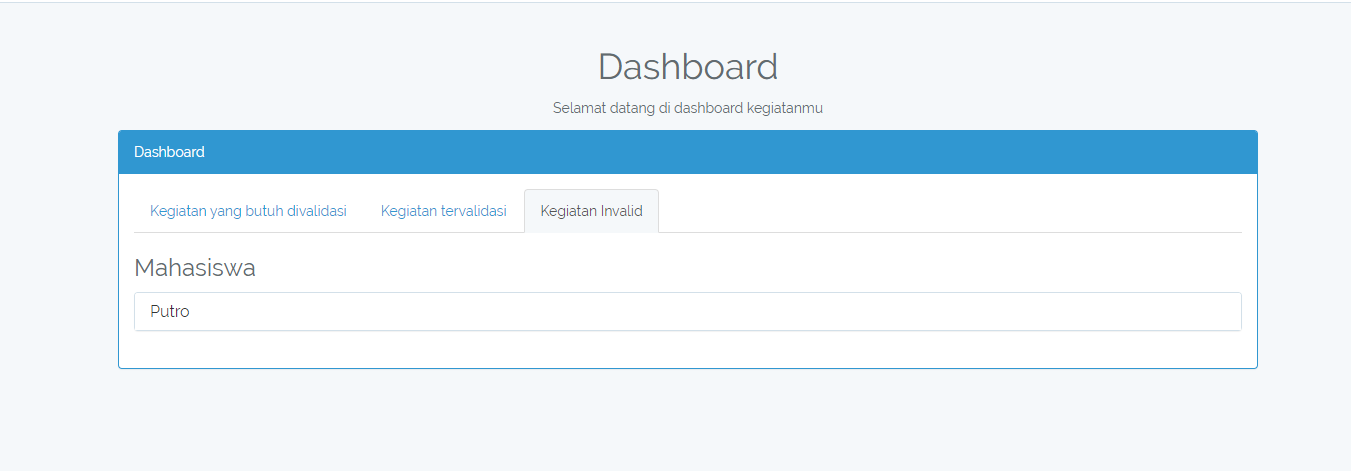 Dashboard
Selamat datang di dashboard kegiatanmu
Dashboard
Kegiatan yang butuh divalidasi Kegiatan tervalidasi Kegiatan Invalid
Mahasiswa
Putro